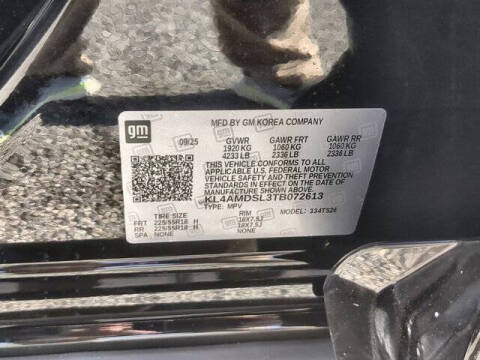 gm
MFD BY GM KOREA COMPANY
09/25 GVWR GAWR FRT GAWR RR
1920 KG 1060 KG 1060 KG
4233 LB 2336 LB 2336 LB
THIS VEHICLE CONFORMS TO ALL
APPLICABLE U.S. FEDERAL MOTOR
VEHICLE SAFETY AND THEFT PREVENTION
STANDARDS IN EFFECT ON THE DATE OF
MANUFACTURE SHOWN ABOVE.
KL4AMDSL3TB072613
TYPE: MPV MODEL: 334TS26
TIRE SIZE RIM
FRT 225/55R18 H 18X7.5J
RR 225/55R18 H 18X7.5J
SPA NONE NONE